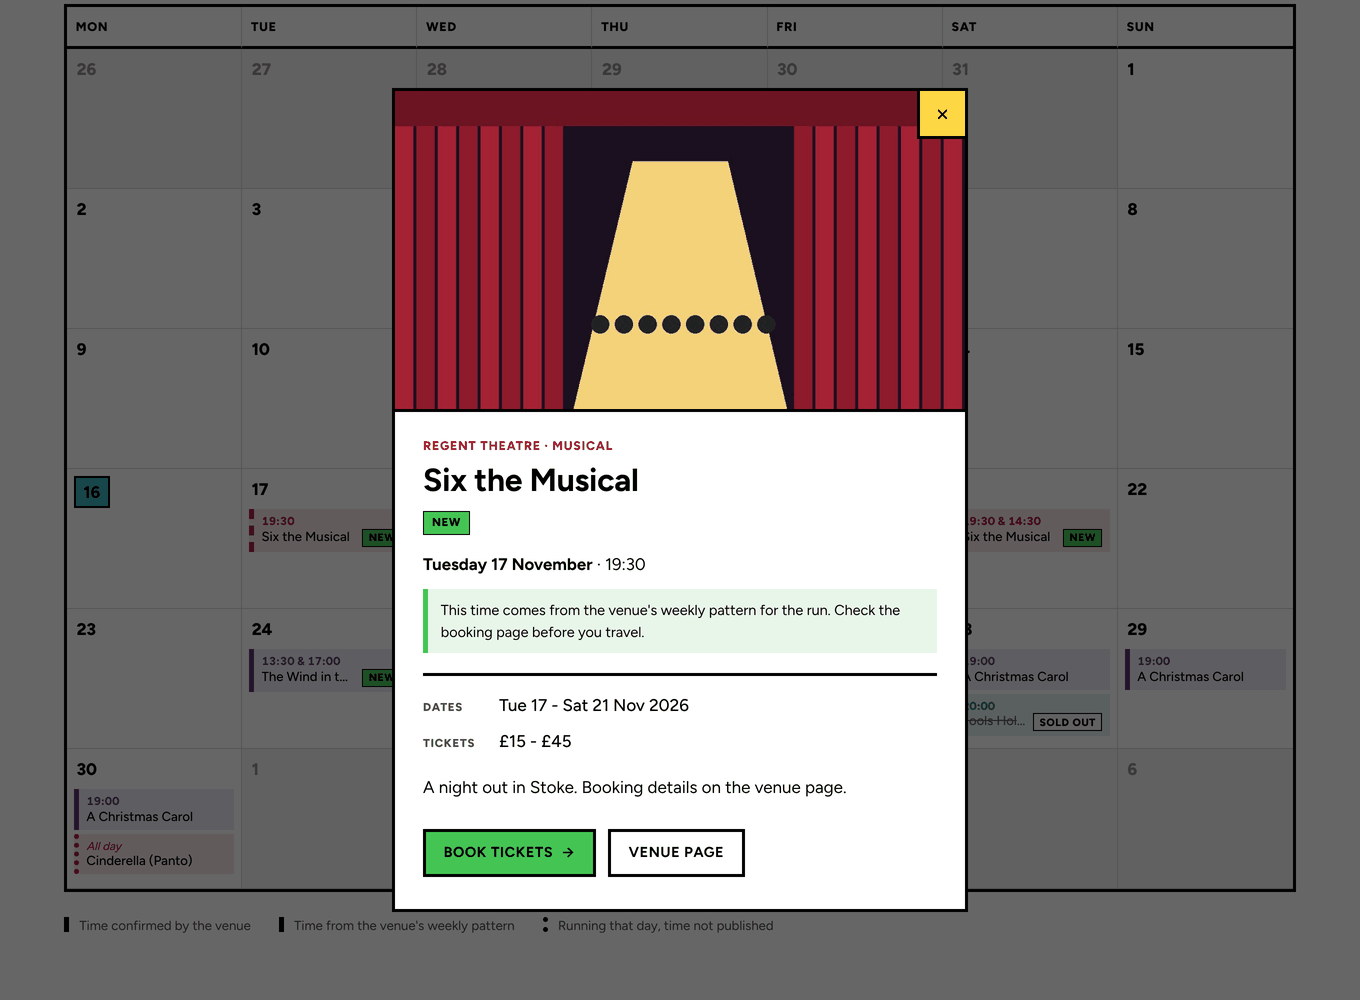 MON TUE WED THU FRI SAT SUN
26 27 28 29 30 31 1
2 3 8
9 10 15
16 17 22
19:30
Six the Musical NEW
9:30 & 14:30
Six the Musical NEW
23 24 29
13:30 & 17:00
The Wind in t... NEW
9:00
A Christmas Carol
0:00
ools Hol... SOLD OUT
19:00
A Christmas Carol
30 1 6
19:00
A Christmas Carol
All day
Cinderella (Panto)
Time confirmed by the venue
Time from the venue's weekly pattern
Running that day, time not published
×
REGENT THEATRE · MUSICAL
Six the Musical
NEW
Tuesday 17 November · 19:30
This time comes from the venue's weekly pattern for the run. Check the
booking page before you travel.
DATES Tue 17 - Sat 21 Nov 2026
TICKETS £15 - £45
A night out in Stoke. Booking details on the venue page.
BOOK TICKETS →
VENUE PAGE